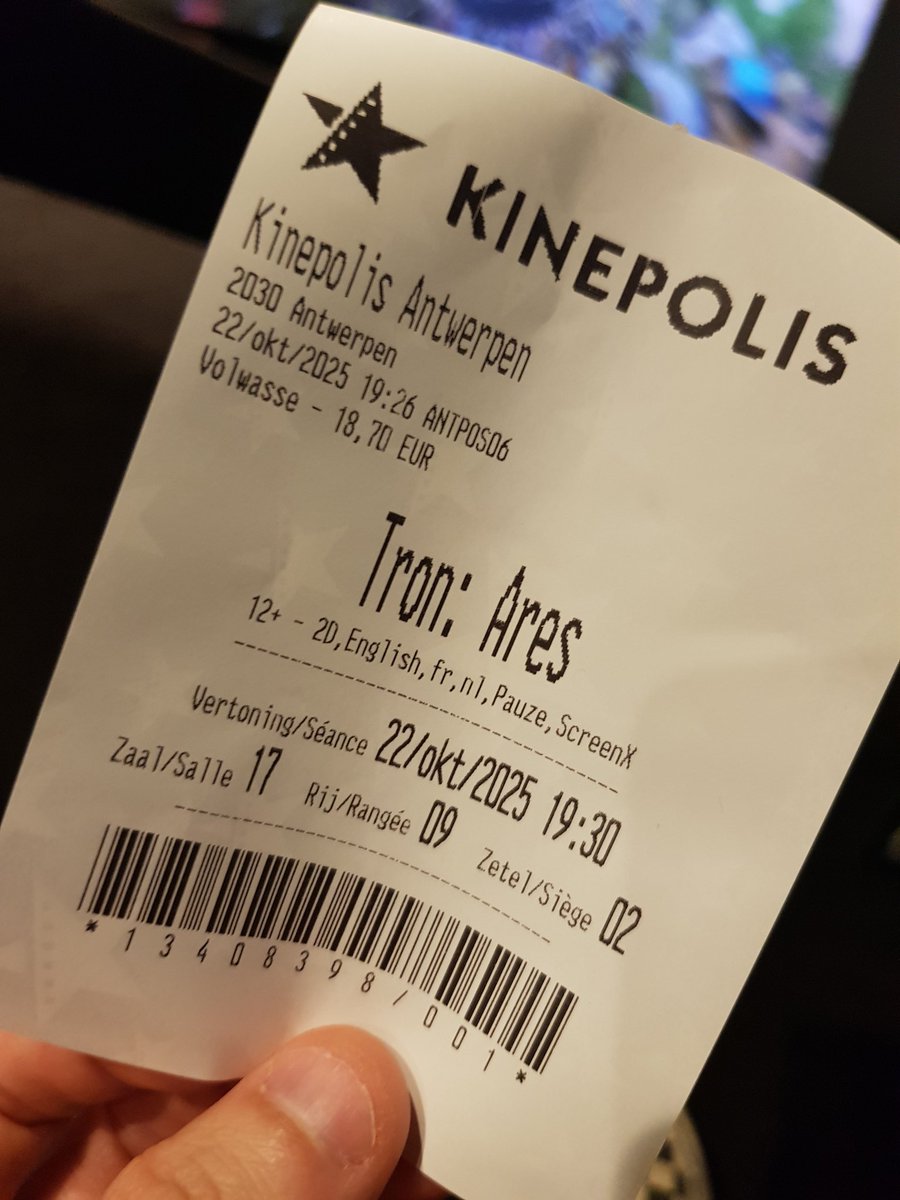 KINEPOLIS
Kinepolis Antwerpen
2030 Antwerpen
22/okt/2025 19:26 ANTPOS06
Volwasse - 18,70 EUR
Tron: Ares
12+ - 2D,English,fr,nl,Pauze,ScreenX
Vertoning/Séance 22/okt/2025 19:30
Zaal/Salle 17 Rij/Rangée 09 Zetel/Siège 02
*13408398/001*